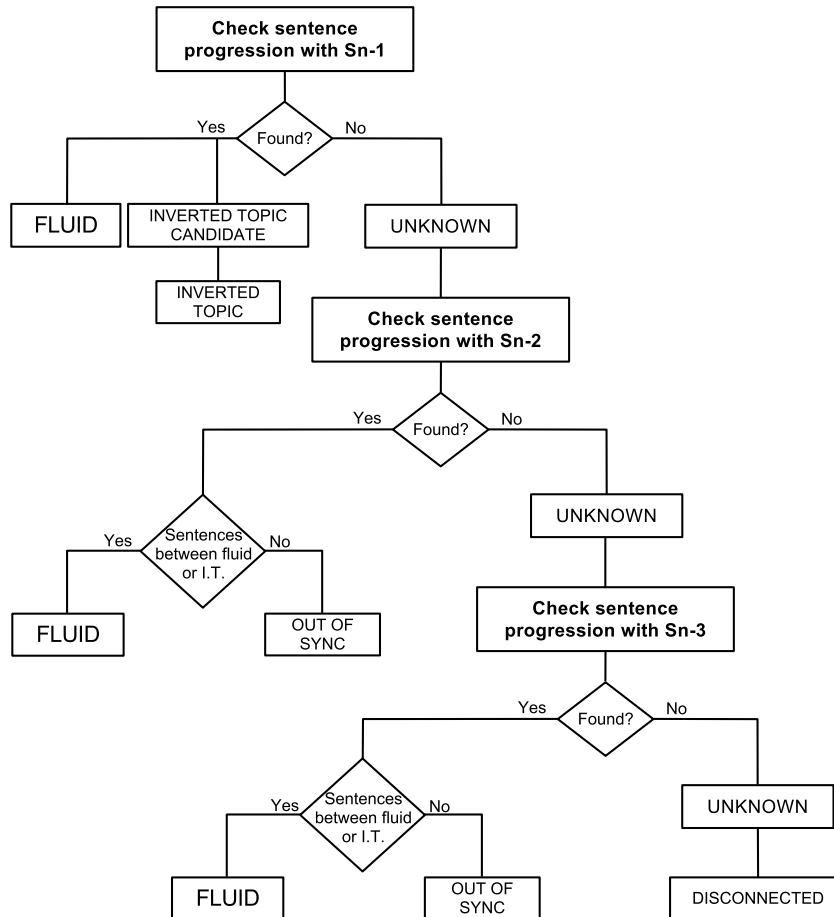 Check sentence
progression with Sn-1
Yes
Found?
No
FLUID
INVERTED TOPIC
CANDIDATE
UNKNOWN
INVERTED
TOPIC
Check sentence
progression with Sn-2
Yes
Found?
No
UNKNOWN
Sentences
between fluid
or I.T.
Yes
No
FLUID
OUT OF
SYNC
Check sentence
progression with Sn-3
Yes
Found?
No
Sentences
between fluid
or I.T.
Yes
No
UNKNOWN
FLUID
OUT OF
SYNC
DISCONNECTED